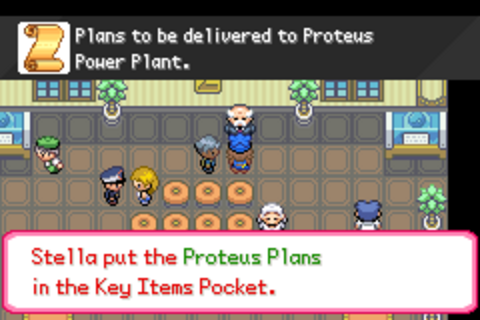 Plans to be delivered to Proteus
Power Plant.
Stella put the Proteus Plans
in the Key Items Pocket.